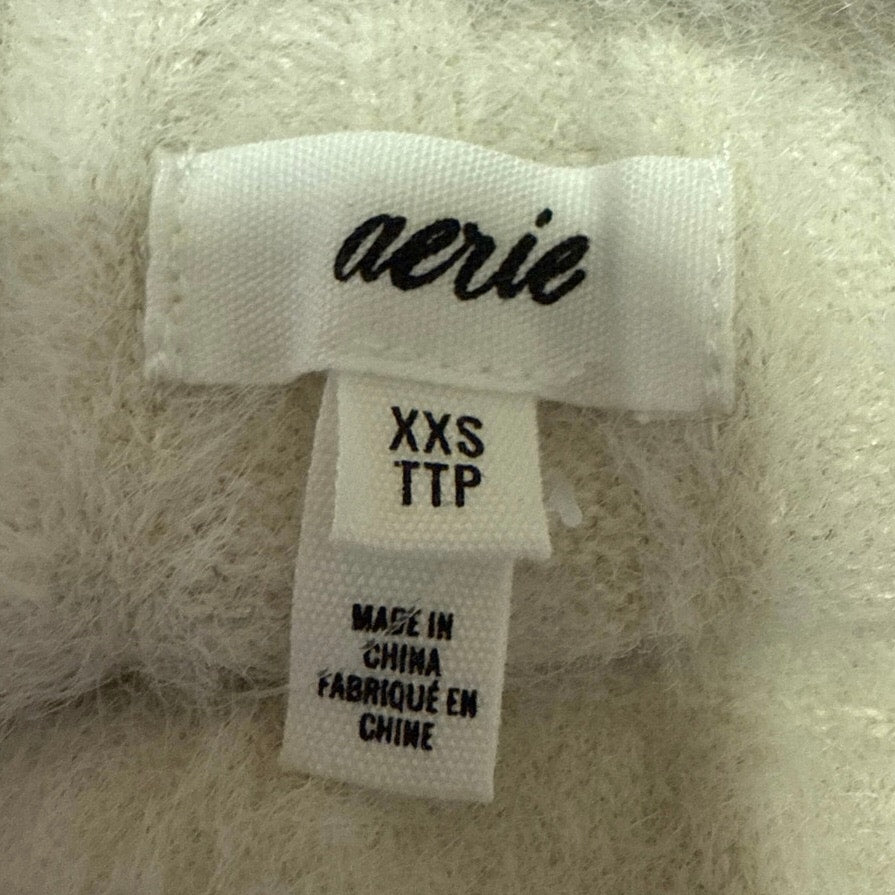 aerie
XXS
TTP
MADE IN
CHINA
FABRIQUÉ EN
CHINE